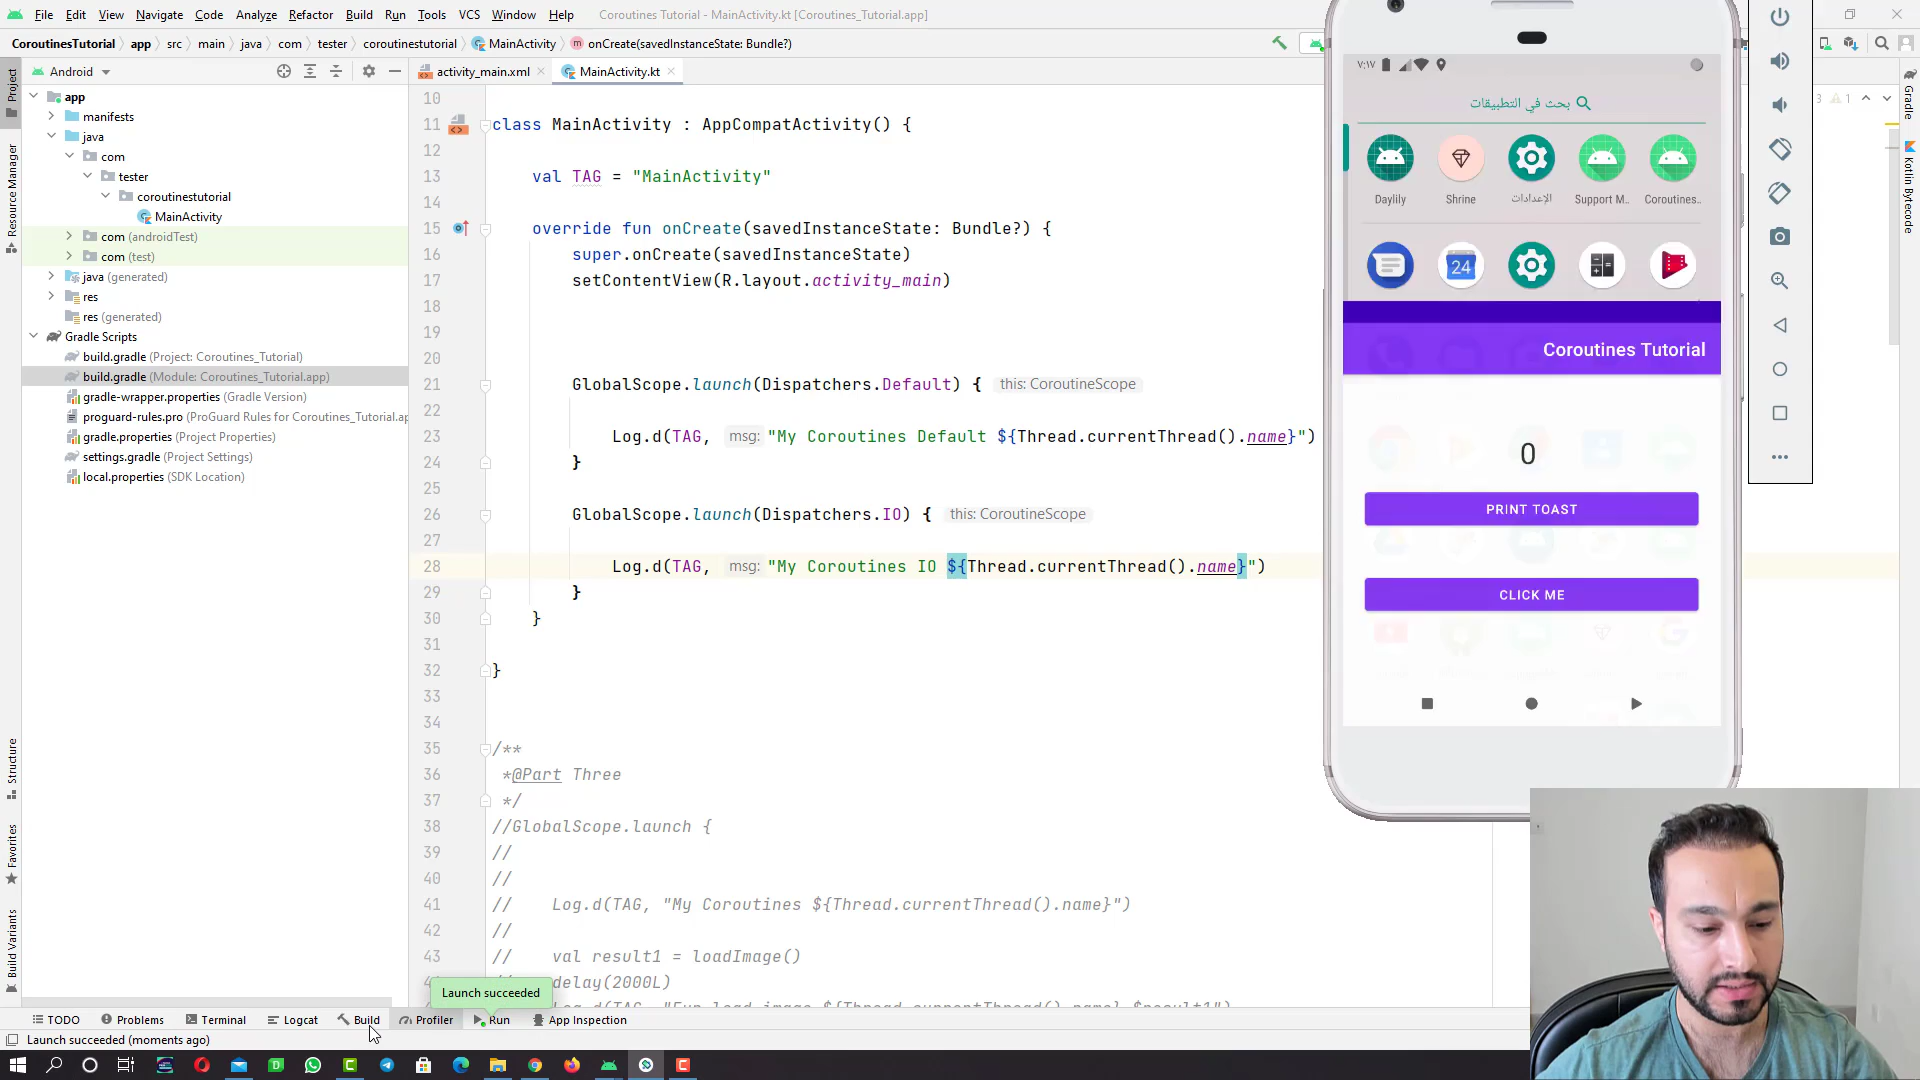 File Edit View Navigate Code Analyze Refactor Build Run Tools VCS Window Help Coroutines Tutorial - MainActivity.kt [Coroutines_Tutorial.app]
CoroutinesTutorial app src main java com tester coroutinestutorial MainActivity onCreate(savedInstanceState: Bundle?)
Android
activity_main.xml
MainActivity.kt
Project
Resource Manager
Structure
Favorites
Build Variants
app
manifests
java
com
tester
coroutinestutorial
MainActivity
com (androidTest)
com (test)
java (generated)
res
res (generated)
Gradle Scripts
build.gradle (Project: Coroutines_Tutorial)
build.gradle (Module: Coroutines_Tutorial.app)
gradle-wrapper.properties (Gradle Version)
proguard-rules.pro (ProGuard Rules for Coroutines_Tutorial.ap
gradle.properties (Project Properties)
settings.gradle (Project Settings)
local.properties (SDK Location)
10
11 class MainActivity : AppCompatActivity() {
12
13 val TAG = "MainActivity"
14
15 override fun onCreate(savedInstanceState: Bundle?) {
16 super.onCreate(savedInstanceState)
17 setContentView(R.layout.activity_main)
18
19
20
21 GlobalScope.launch(Dispatchers.Default) { this: CoroutineScope
22
23 Log.d(TAG, msg: "My Coroutines Default ${Thread.currentThread().name}")
24 }
25
26 GlobalScope.launch(Dispatchers.IO) { this: CoroutineScope
27
28 Log.d(TAG, msg: "My Coroutines IO ${Thread.currentThread().name}")
29 }
30 }
31
32 }
33
34
35 /**
36 *@Part Three
37 */
38 //GlobalScope.launch {
39 //
40 //
41 // Log.d(TAG, "My Coroutines ${Thread.currentThread().name}")
42 //
43 // val result1 = loadImage()
delay(2000L)
Launch succeeded
٧:١٧
بحث في التطبيقات
Daylily Shrine الإعدادات Support M.. Coroutines..
24
Coroutines Tutorial
0
PRINT TOAST
CLICK ME
3 1
Gradle
Kotlin Bytecode
TODO Problems Terminal Logcat Build Profiler Run App Inspection
Launch succeeded (moments ago)